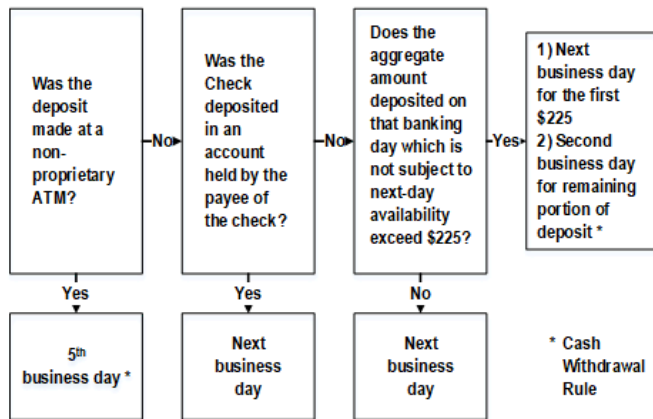 Was the
deposit
made at a
non-
proprietary
ATM?
No
Was the
Check
deposited
in an
account
held by the
payee of
the check?
No
Does the
aggregate
amount
deposited on
that banking
day which is
not subject to
next-day
availability
exceed $225?
Yes
1) Next
business day
for the first
$225
2) Second
business day
for remaining
portion of
deposit *
Yes
Yes
No
5th
business day *
Next
business
day
Next
business
day
* Cash
Withdrawal
Rule